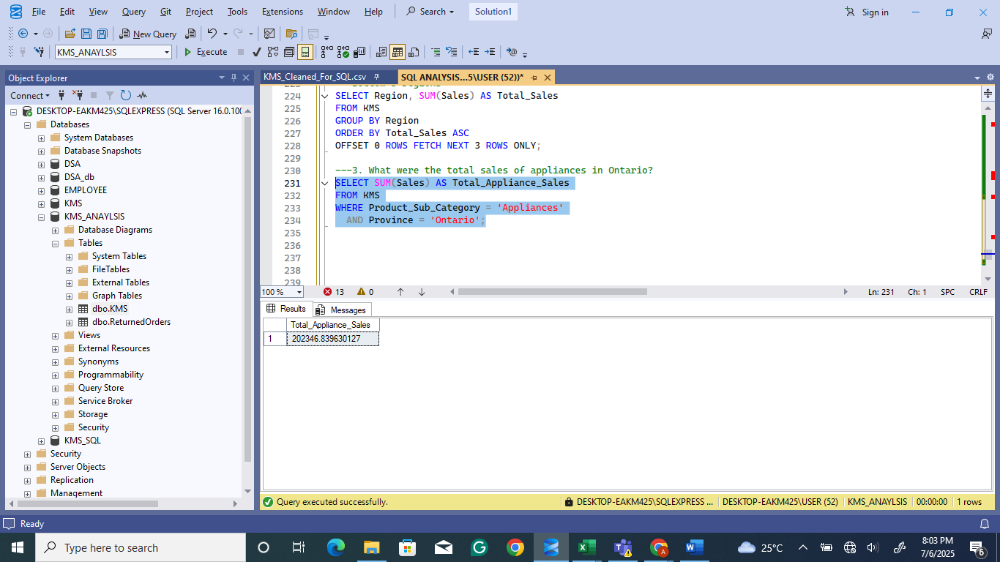 File Edit View Query Git Project Tools Extensions Window Help Search Solution1 Sign in
New Query
KMS_ANAYLSIS Execute
Object Explorer
Connect
DESKTOP-EAKM425\SQLEXPRESS (SQL Server 16.0.100
Databases
System Databases
Database Snapshots
DSA
DSA_db
EMPLOYEE
KMS
KMS_ANAYLSIS
Database Diagrams
Tables
System Tables
FileTables
External Tables
Graph Tables
dbo.KMS
dbo.ReturnedOrders
Views
External Resources
Synonyms
Programmability
Query Store
Service Broker
Storage
Security
KMS_SQL
Security
Server Objects
Replication
Management
KMS_Cleaned_For_SQL.csv SQL ANALYSIS...5\USER (52))*
224 SELECT Region, SUM(Sales) AS Total_Sales
225 FROM KMS
226 GROUP BY Region
227 ORDER BY Total_Sales ASC
228 OFFSET 0 ROWS FETCH NEXT 3 ROWS ONLY;
229
230 ---3. What were the total sales of appliances in Ontario?
231 SELECT SUM(Sales) AS Total_Appliance_Sales
232 FROM KMS
233 WHERE Product_Sub_Category = 'Appliances'
234 AND Province = 'Ontario';
235
236
237
238
239
100 % 13 0 Ln: 231 Ch: 1 SPC CRLF
Results Messages
Total_Appliance_Sales
1 202346.839630127
Query executed successfully. DESKTOP-EAKM425\SQLEXPRESS ... DESKTOP-EAKM425\USER (52) KMS_ANAYLSIS 00:00:00 1 rows
Ready
Type here to search 25°C 8:03 PM
7/6/2025 6